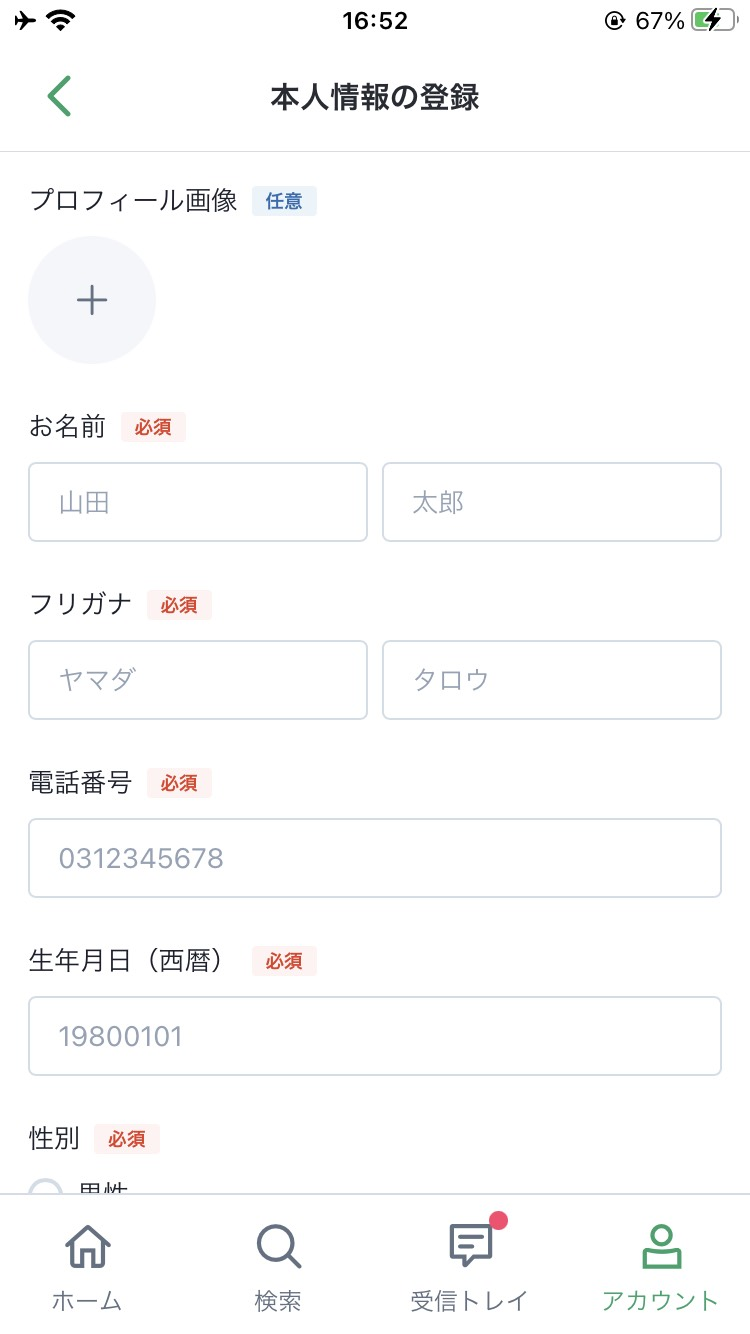 16:52
67%
本人情報の登録
プロフィール画像 任意
お名前 必須
山田 太郎
フリガナ 必須
ヤマダ タロウ
電話番号 必須
0312345678
生年月日（西暦） 必須
19800101
性別 必須
男性
ホーム 検索 受信トレイ アカウント